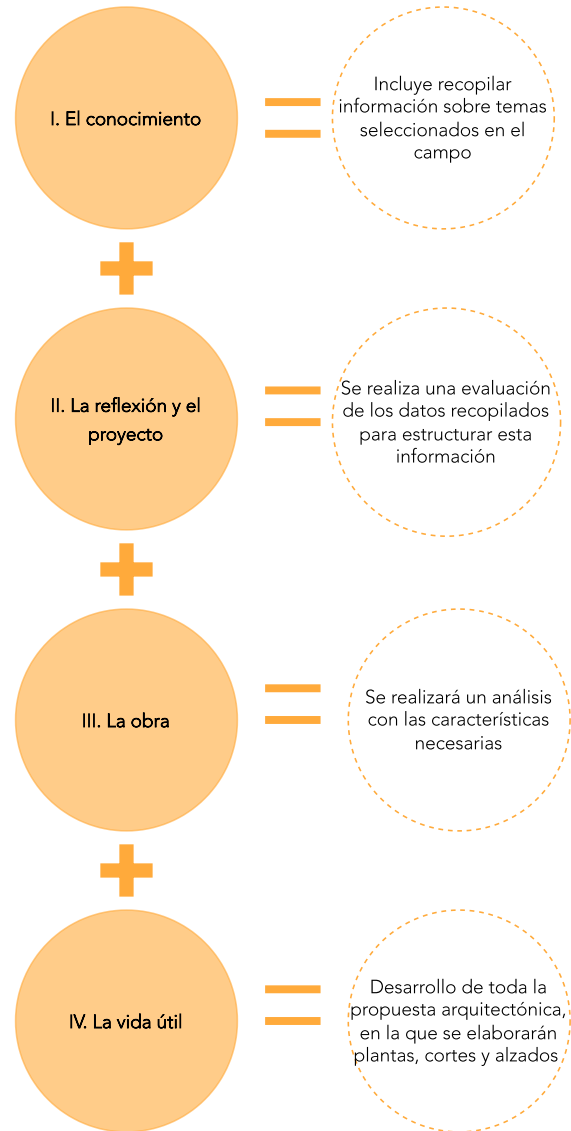 I. El conocimiento
Incluye recopilar
información sobre temas
seleccionados en el
campo
II. La reflexión y el
proyecto
Se realiza una evaluación
de los datos recopilados
para estructurar esta
información
III. La obra
Se realizará un análisis
con las características
necesarias
IV. La vida útil
Desarrollo de toda la
propuesta arquitectónica,
en la que se elaborarán
plantas, cortes y alzados